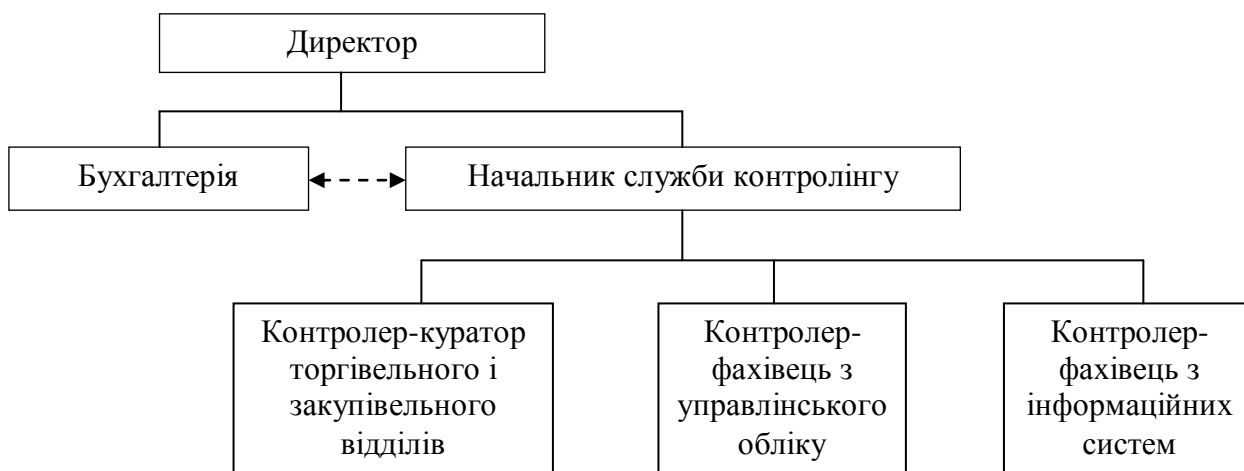 Директор
Бухгалтерія
Начальник служби контролінгу
Контролер-куратор
торгівельного і
закупівельного
відділів
Контролер-
фахівець з
управлінського
обліку
Контролер-
фахівець з
інформаційних
систем